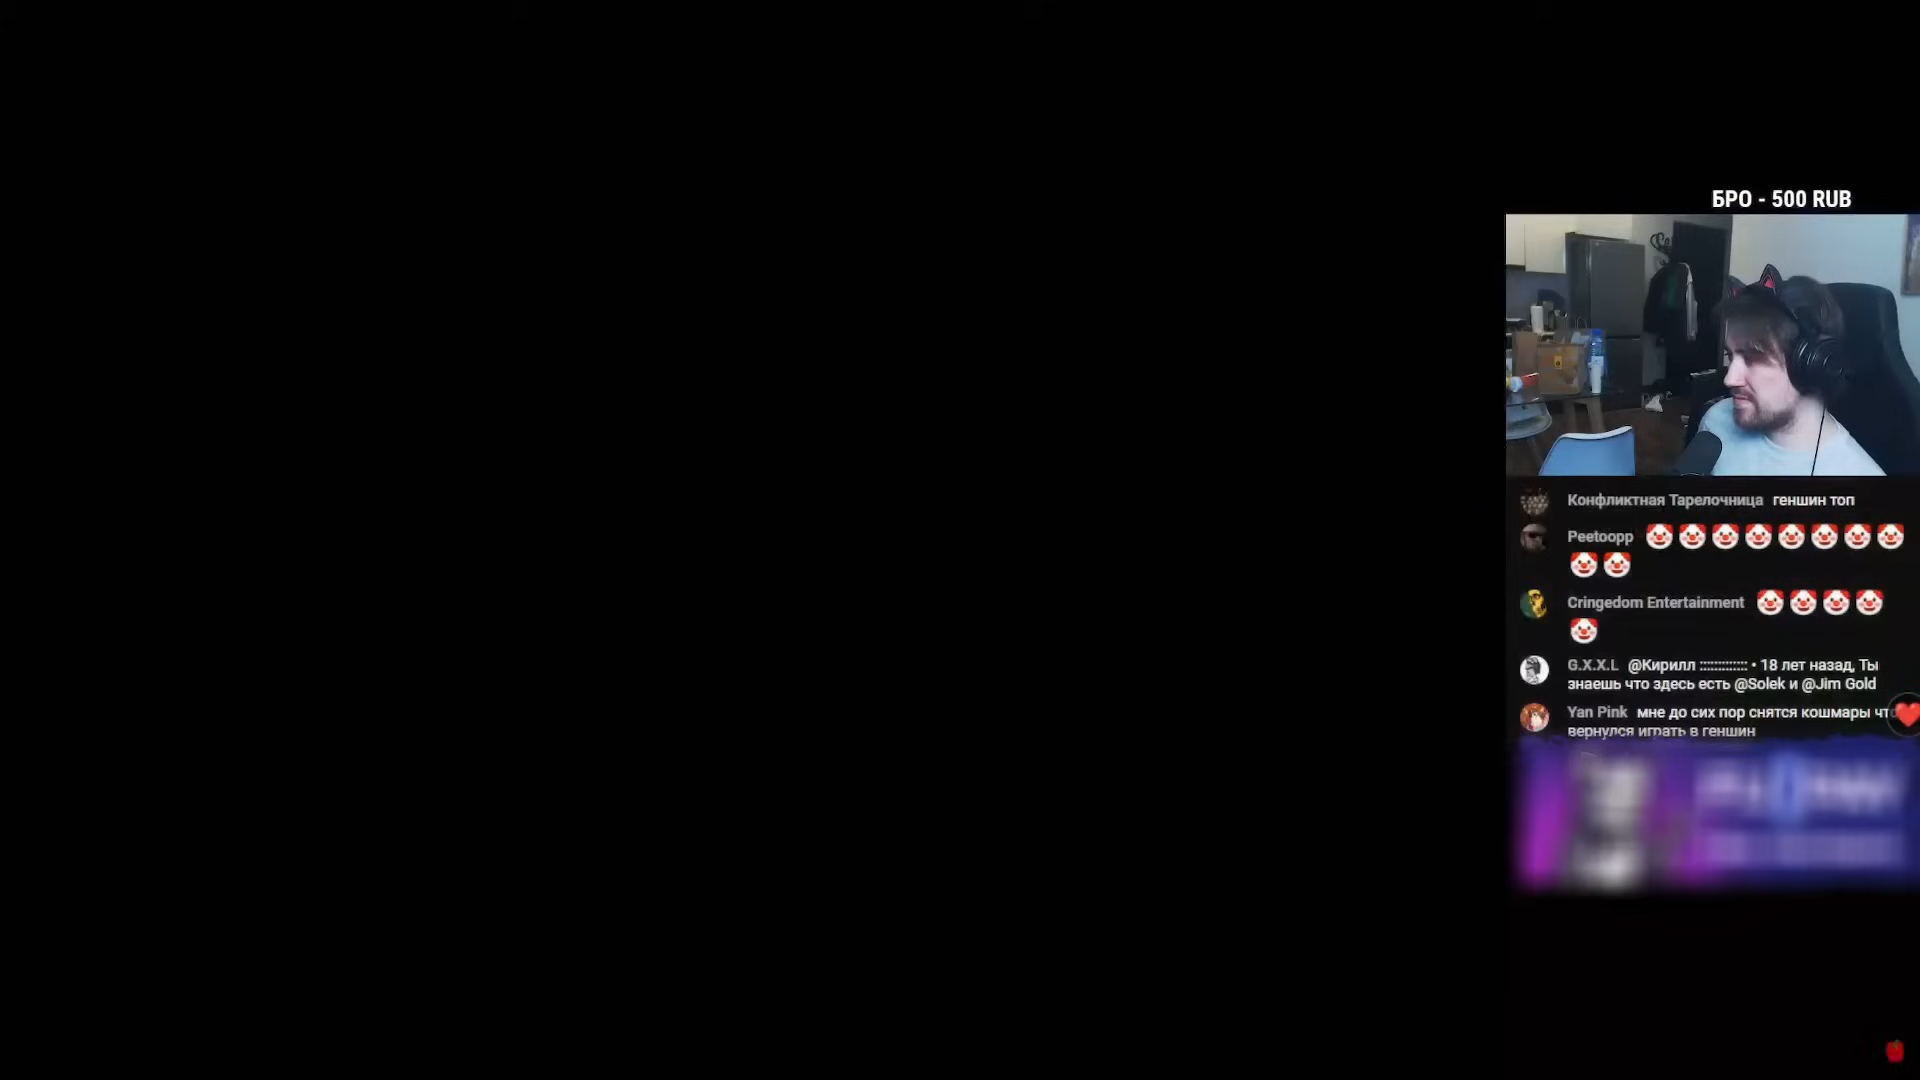 БРО - 500 RUB
Конфликтная Тарелочница геншин топ
Peetoopp
Cringedom Entertainment
G.X.X.L @Кирилл ::::::::::::: • 18 лет назад, Ты
знаешь что здесь есть @Solek и @Jim Gold
Yan Pink мне до сих пор снятся кошмары что
вернулся играть в геншин